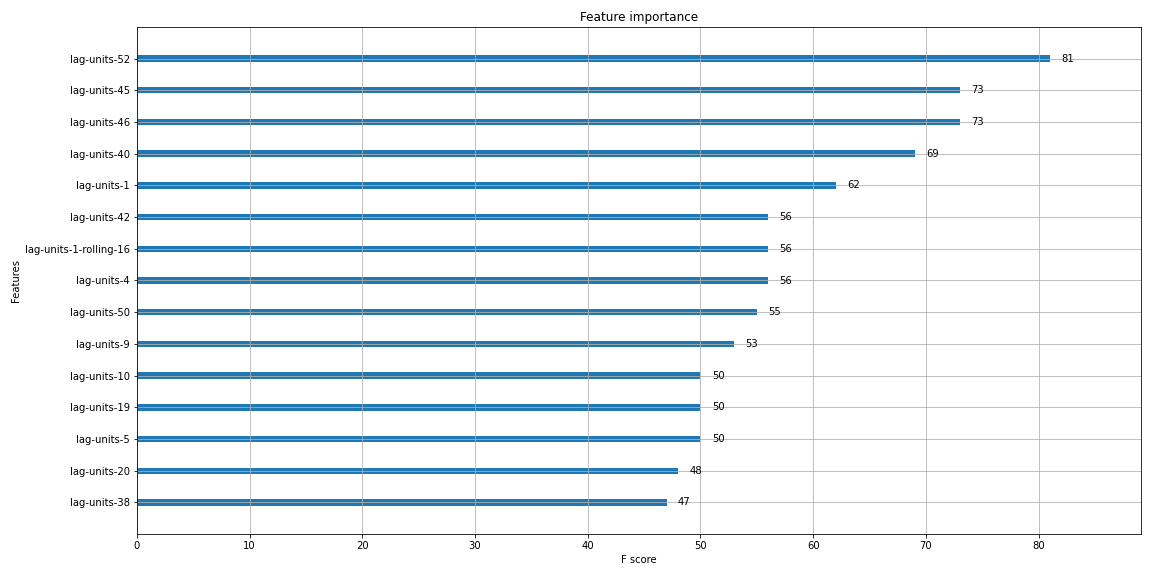 Feature importance
Features
lag-units-52 81
lag-units-45 73
lag-units-46 73
lag-units-40 69
lag-units-1 62
lag-units-42 56
lag-units-1-rolling-16 56
lag-units-4 56
lag-units-50 55
lag-units-9 53
lag-units-10 50
lag-units-19 50
lag-units-5 50
lag-units-20 48
lag-units-38 47
0 10 20 30 40 50 60 70 80
F score